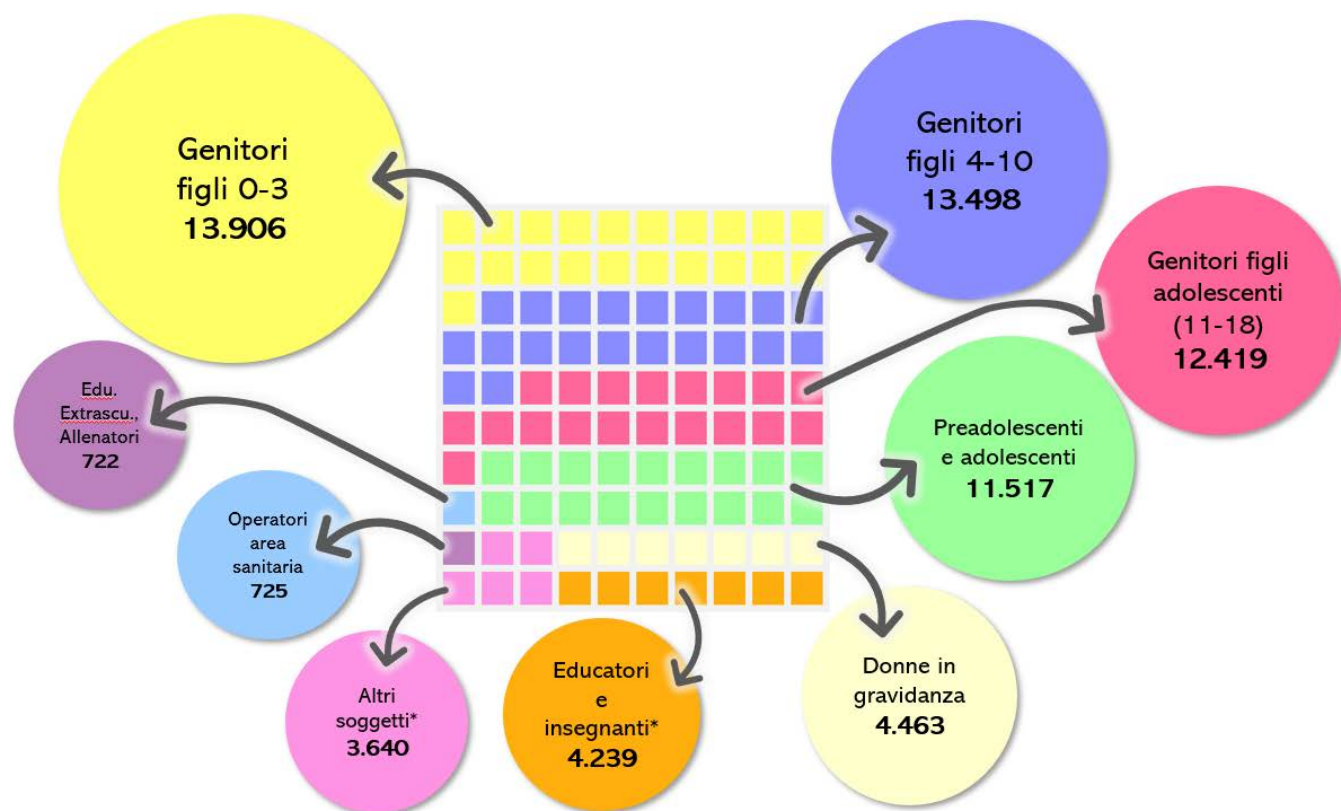 Genitori
figli 0-3
13.906
Genitori
figli 4-10
13.498
Genitori figli
adolescenti
(11-18)
12.419
Edu.
Extrascu.,
Allenatori
722
Preadolescenti
e adolescenti
11.517
Operatori
area
sanitaria
725
Altri
soggetti*
3.640
Educatori
e
insegnanti*
4.239
Donne in
gravidanza
4.463